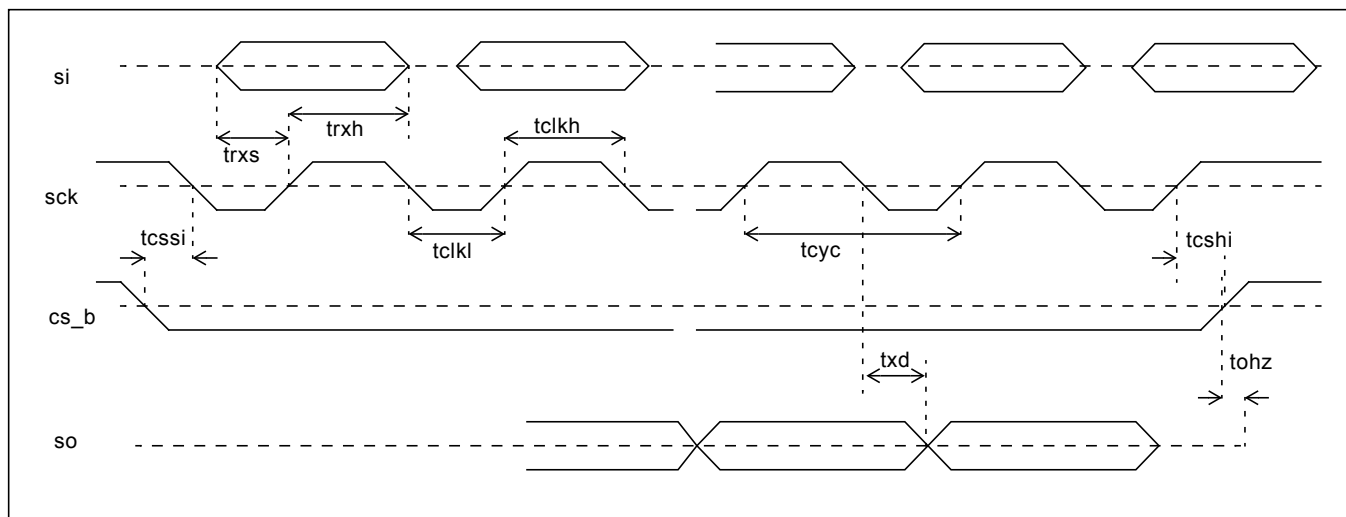 si
trxh
tclkh
trxs
sck
tcssi
tclkl
tcyc
tcshi
cs_b
txd
tohz
so